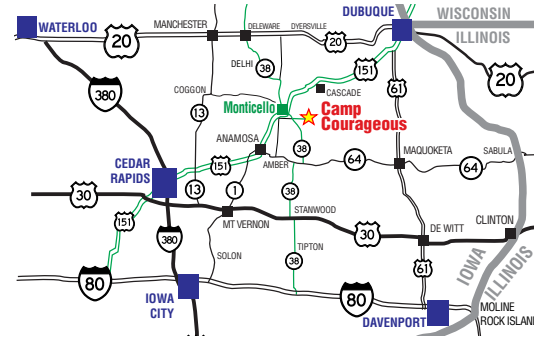 DUBUQUE
WISCONSIN
ILLINOIS
WATERLOO
MANCHESTER
DELEWARE
DYERSVILLE
20
20
20
DELHI
38
151
380
COGGON
CASCADE
61
13
Monticello
Camp
Courageous
ANAMOSA
38
AMBER
64
MAQUOKETA
SABULA
64
CEDAR
RAPIDS
151
30
13
1
38
STANWOOD
151
MT VERNON
30
DE WITT
CLINTON
380
SOLON
TIPTON
38
61
IOWA
ILLINOIS
80
IOWA
CITY
80
DAVENPORT
MOLINE
ROCK ISLAND